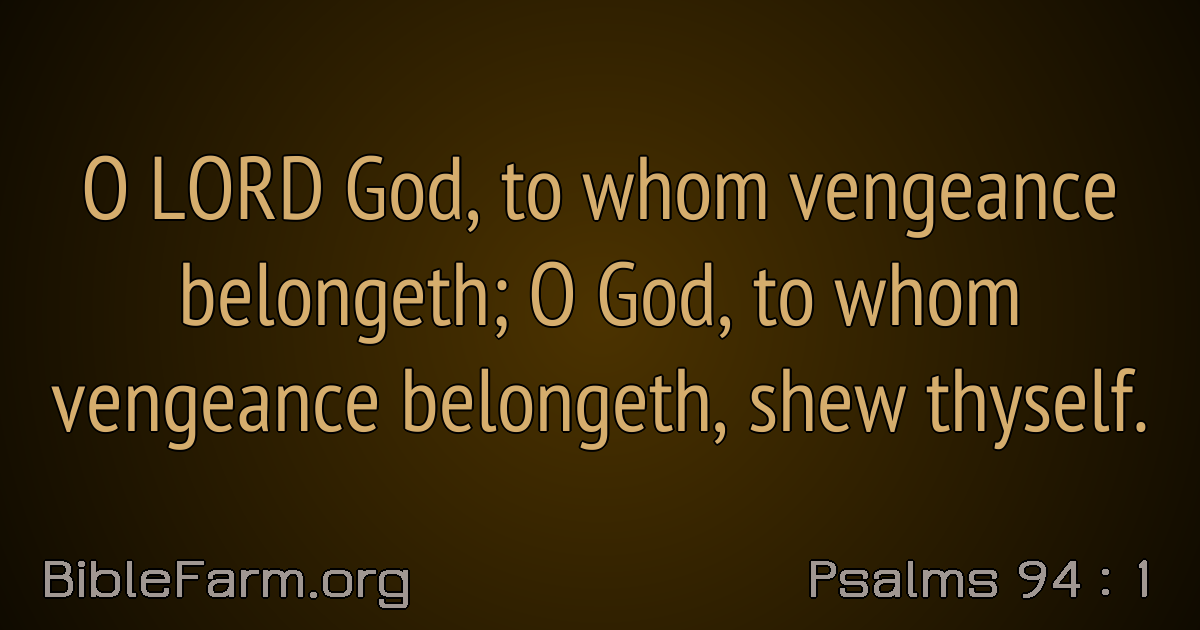 O LORD God, to whom vengeance
belongeth; O God, to whom
vengeance belongeth, shew thyself.
BibleFarm.org
Psalms 94 : 1